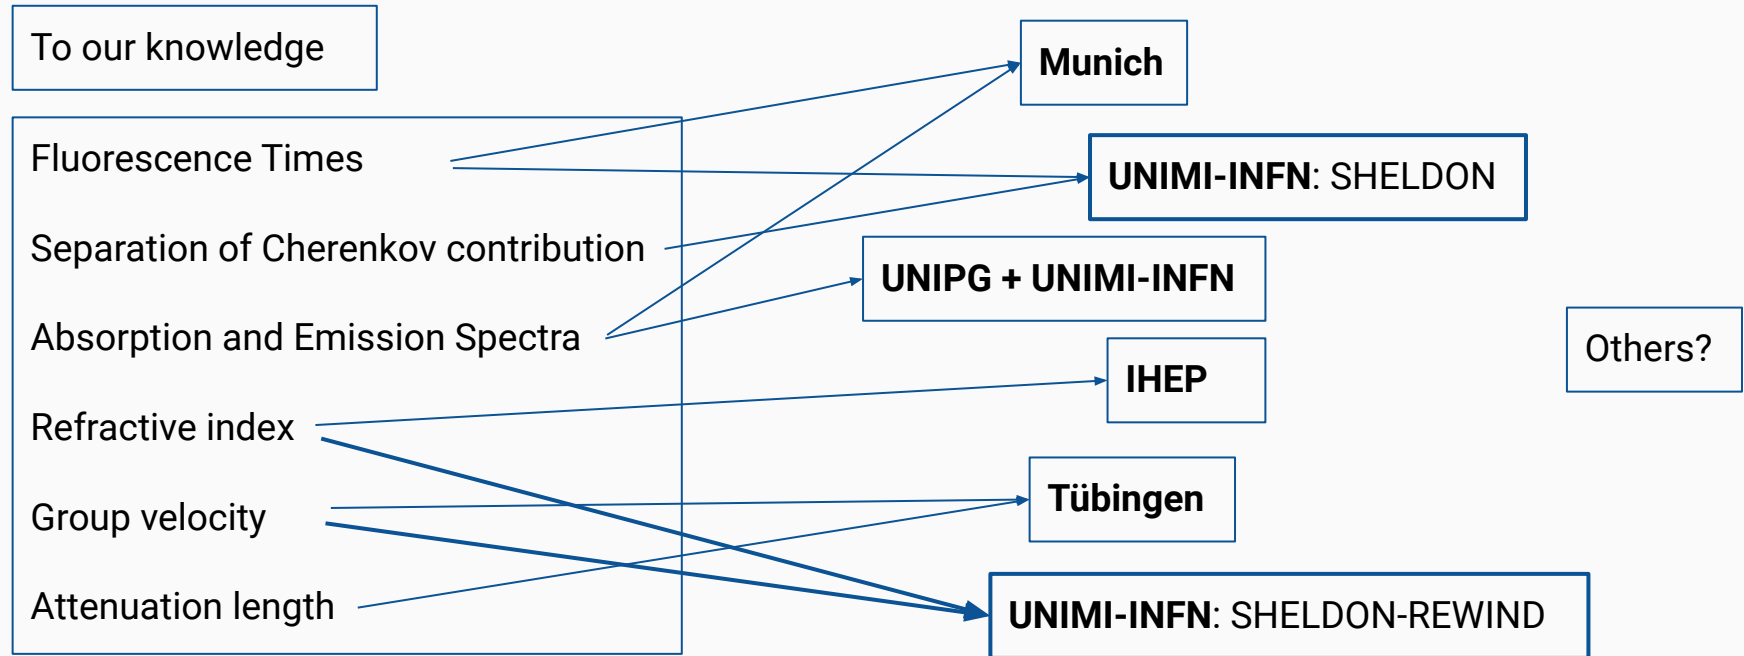 To our knowledge
Fluorescence Times
Separation of Cherenkov contribution
Absorption and Emission Spectra
Refractive index
Group velocity
Attenuation length
Munich
UNIMI-INFN: SHELDON
UNIPG + UNIMI-INFN
IHEP
Tübingen
UNIMI-INFN: SHELDON-REWIND
Others?